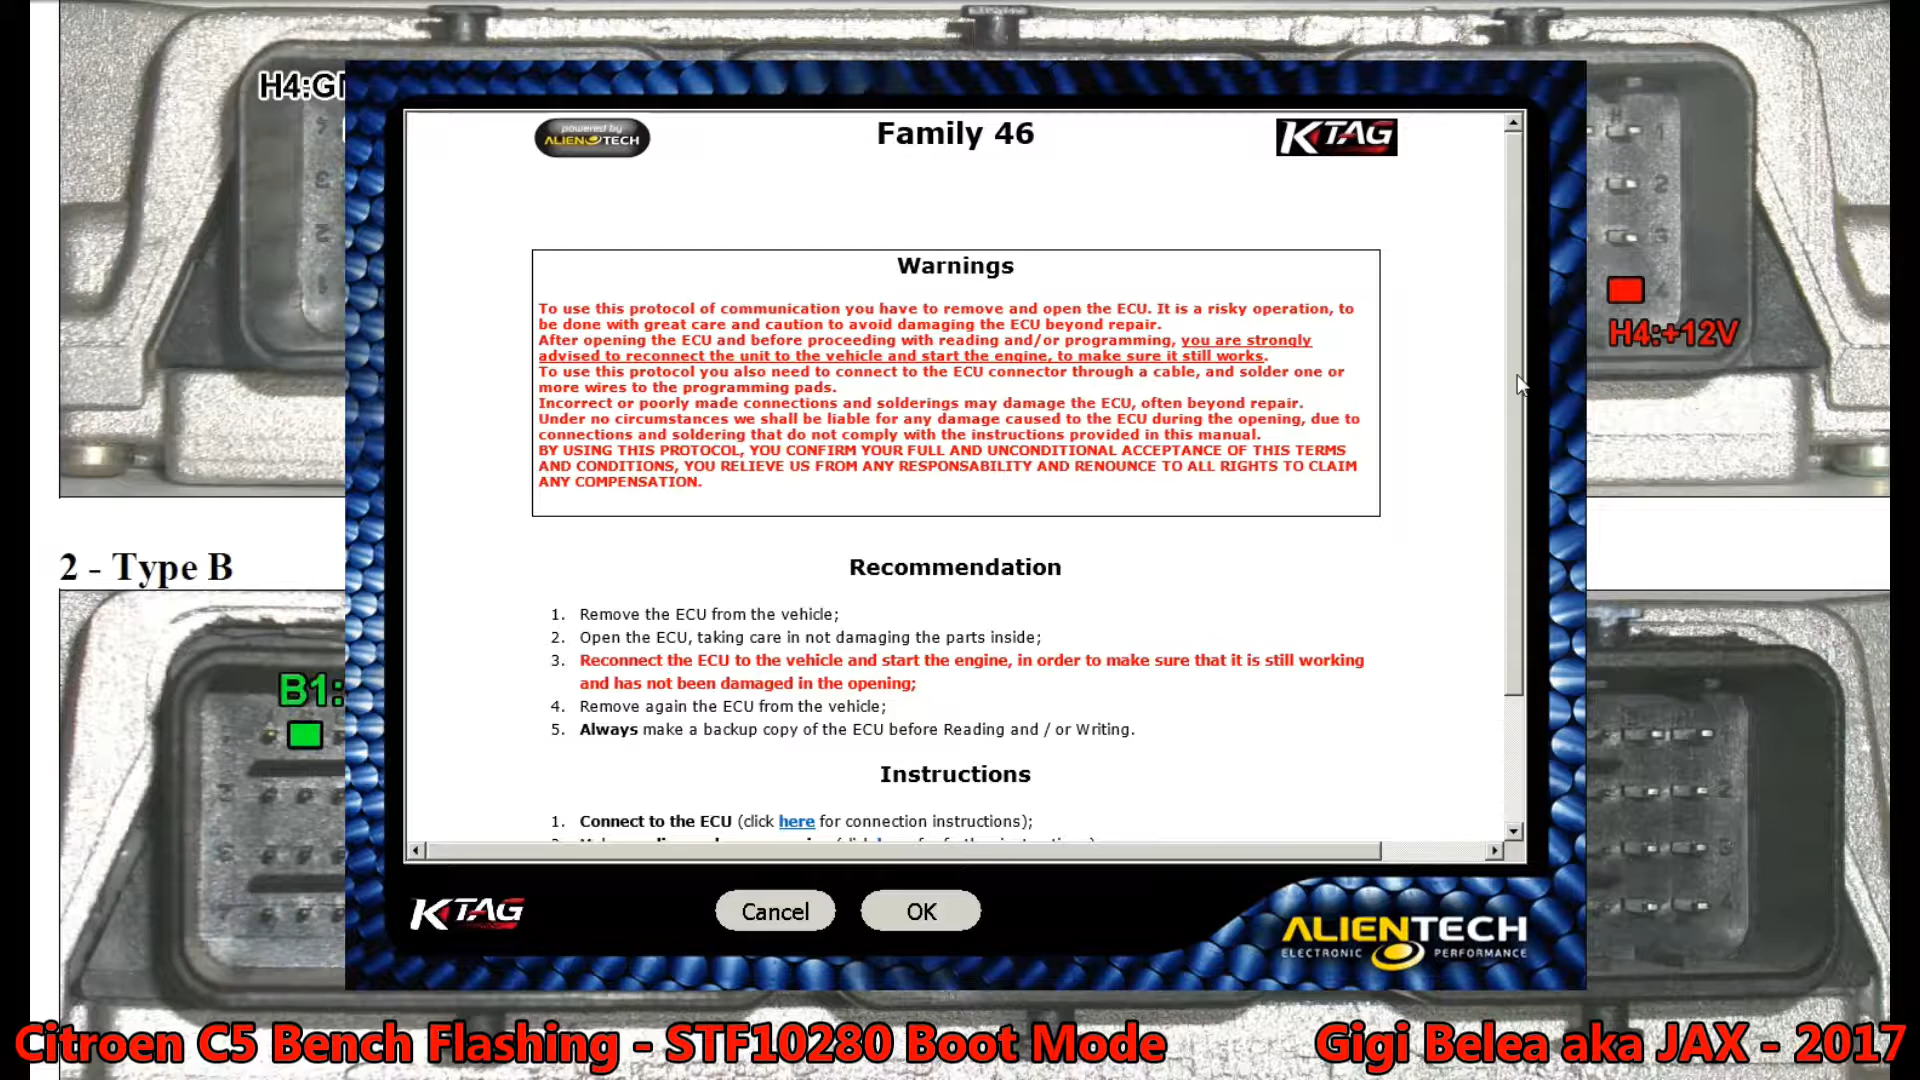 H4:G
powered by
ALIENTECH
Family 46
KTAG
Warnings
To use this protocol of communication you have to remove and open the ECU. It is a risky operation, to
be done with great care and caution to avoid damaging the ECU beyond repair.
After opening the ECU and before proceeding with reading and/or programming, you are strongly
advised to reconnect the unit to the vehicle and start the engine, to make sure it still works.
To use this protocol you also need to connect to the ECU connector through a cable, and solder one or
more wires to the programming pads.
Incorrect or poorly made connections and solderings may damage the ECU, often beyond repair.
Under no circumstances we shall be liable for any damage caused to the ECU during the opening, due to
connections and soldering that do not comply with the instructions provided in this manual.
BY USING THIS PROTOCOL, YOU CONFIRM YOUR FULL AND UNCONDITIONAL ACCEPTANCE OF THIS TERMS
AND CONDITIONS, YOU RELIEVE US FROM ANY RESPONSABILITY AND RENOUNCE TO ALL RIGHTS TO CLAIM
ANY COMPENSATION.
H4:+12V
2 - Type B
Recommendation
1. Remove the ECU from the vehicle;
2. Open the ECU, taking care in not damaging the parts inside;
3. Reconnect the ECU to the vehicle and start the engine, in order to make sure that it is still working
and has not been damaged in the opening;
4. Remove again the ECU from the vehicle;
5. Always make a backup copy of the ECU before Reading and / or Writing.
B1:
Instructions
1. Connect to the ECU (click here for connection instructions);
KTAG
Cancel
OK
ALIENTECH
ELECTRONIC PERFORMANCE
Citroen C5 Bench Flashing - STF10280 Boot Mode
Gigi Belea aka JAX - 2017